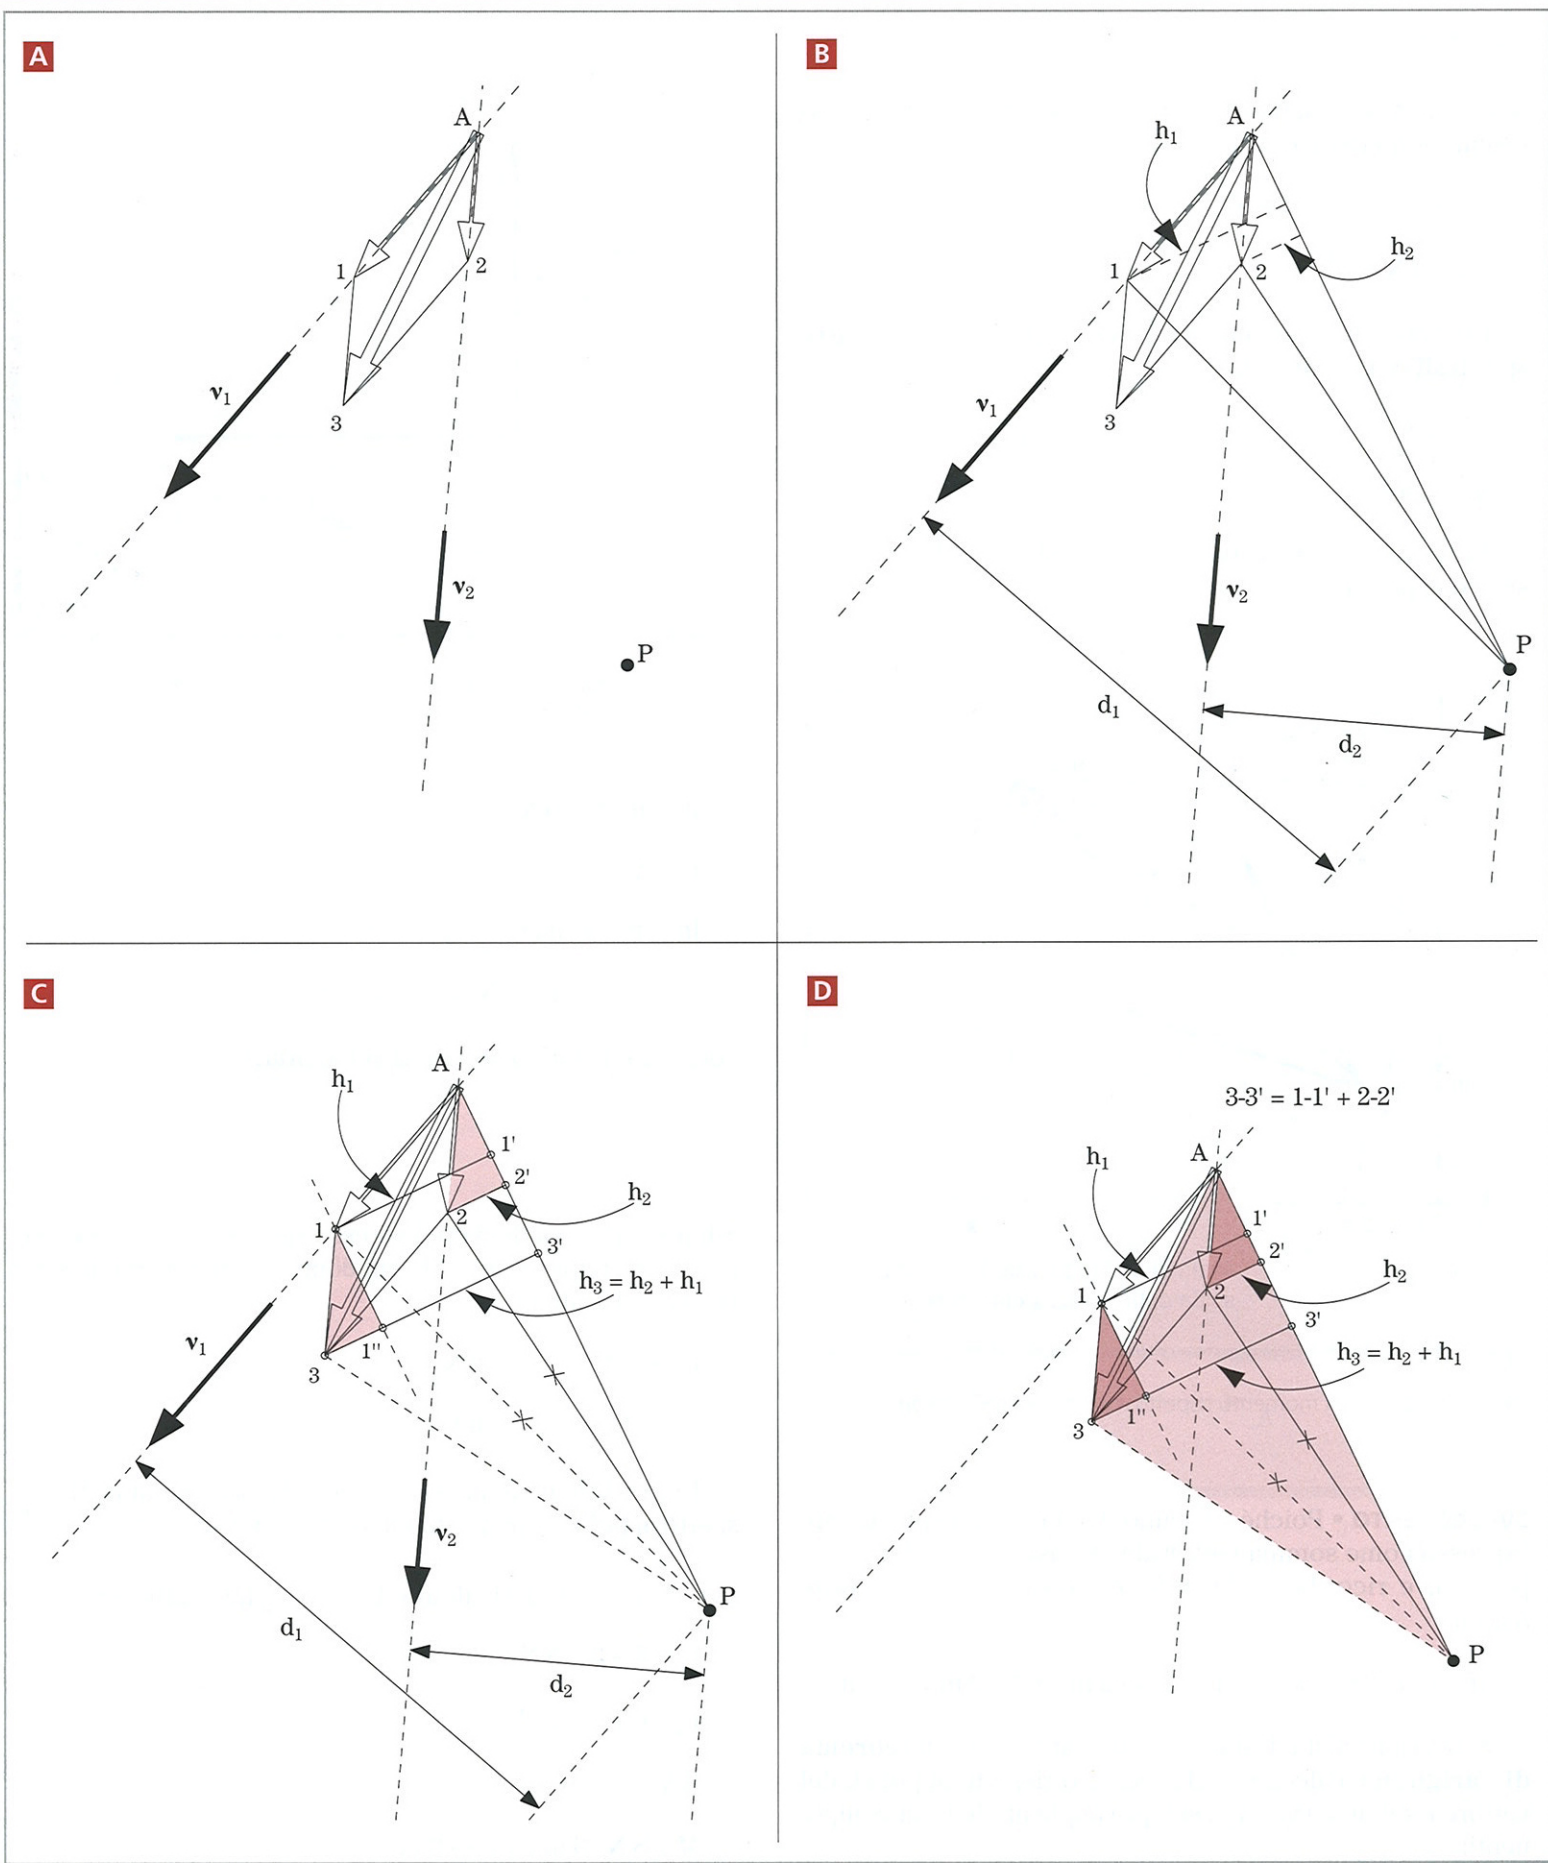 A
A
1
2
v1
3
v2
P
B
A
h1
h2
1
2
v1
3
P
v2
d1
d2
C
A
h1
1'
2'
h2
1
2
3'
h3 = h2 + h1
v1
1"
3
v2
P
d1
d2
D
3-3' = 1-1' + 2-2'
A
h1
1'
2'
h2
1
2
3'
h3 = h2 + h1
1"
3
P